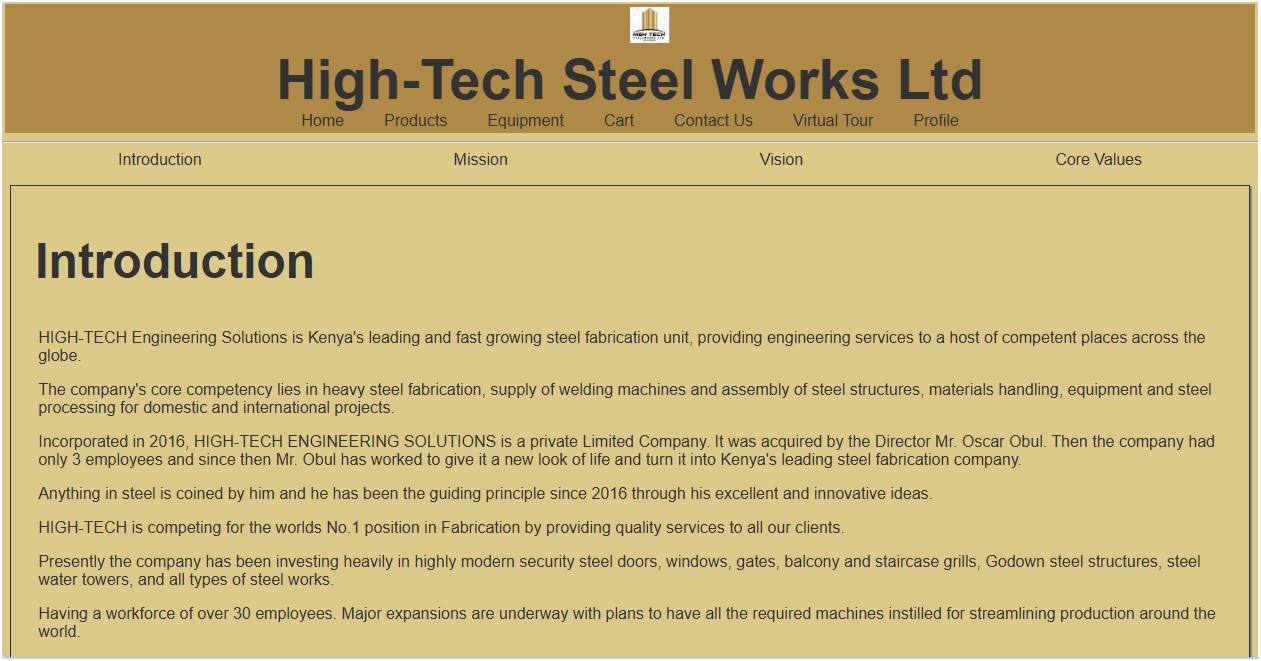 HIGH-TECH
High-Tech Steel Works Ltd
Home Products Equipment Cart Contact Us Virtual Tour Profile
Introduction Mission Vision Core Values
Introduction
HIGH-TECH Engineering Solutions is Kenya's leading and fast growing steel fabrication unit, providing engineering services to a host of competent places across the
globe.
The company's core competency lies in heavy steel fabrication, supply of welding machines and assembly of steel structures, materials handling, equipment and steel
processing for domestic and international projects.
Incorporated in 2016, HIGH-TECH ENGINEERING SOLUTIONS is a private Limited Company. It was acquired by the Director Mr. Oscar Obul. Then the company had
only 3 employees and since then Mr. Obul has worked to give it a new look of life and turn it into Kenya's leading steel fabrication company.
Anything in steel is coined by him and he has been the guiding principle since 2016 through his excellent and innovative ideas.
HIGH-TECH is competing for the worlds No.1 position in Fabrication by providing quality services to all our clients.
Presently the company has been investing heavily in highly modern security steel doors, windows, gates, balcony and staircase grills, Godown steel structures, steel
water towers, and all types of steel works.
Having a workforce of over 30 employees. Major expansions are underway with plans to have all the required machines instilled for streamlining production around the
world.